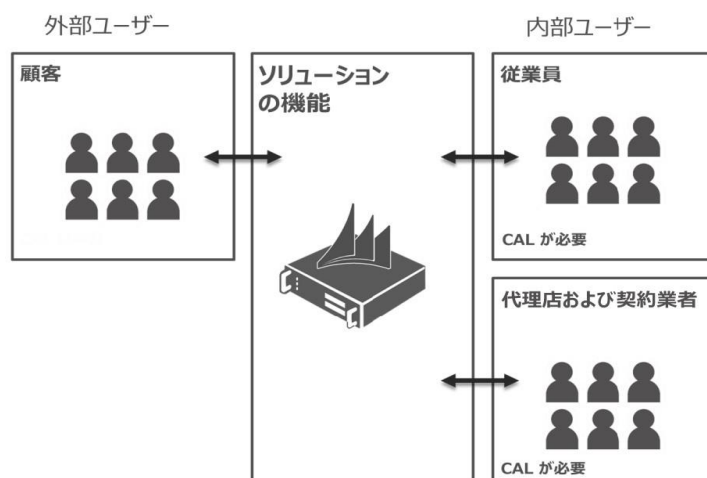 外部ユーザー
内部ユーザー
顧客
ソリューション
の機能
従業員
CAL が必要
代理店および契約業者
CAL が必要